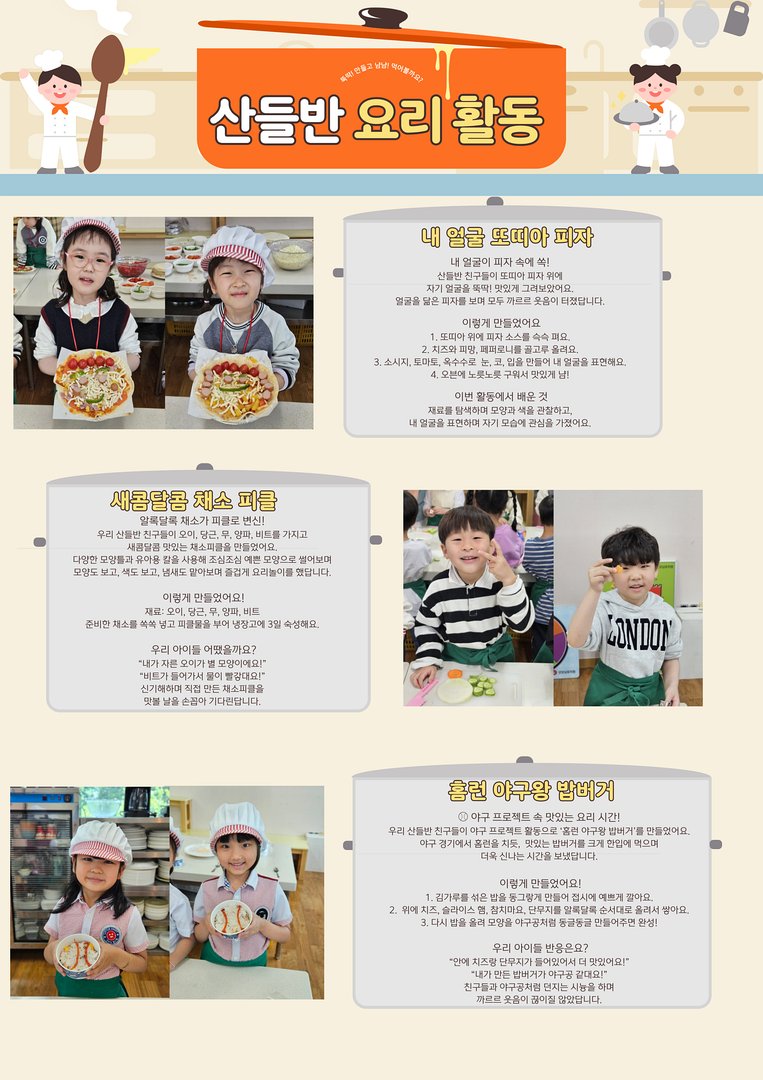 뚝딱! 만들고 냠냠! 먹어볼까요?
산들반 요리 활동
내 얼굴 또띠아 피자
내 얼굴이 피자 속에 쏙!
산들반 친구들이 또띠아 피자 위에
자기 얼굴을 뚝딱! 맛있게 그려보았어요.
얼굴을 닮은 피자를 보며 모두 까르르 웃음이 터졌답니다.
이렇게 만들었어요
1. 또띠아 위에 피자 소스를 슥슥 펴요.
2. 치즈와 피망, 페퍼로니를 골고루 올려요.
3. 소시지, 토마토, 옥수수로 눈, 코, 입을 만들어 내 얼굴을 표현해요.
4. 오븐에 노릇노릇 구워서 맛있게 냠!
이번 활동에서 배운 것
재료를 탐색하며 모양과 색을 관찰하고,
내 얼굴을 표현하며 자기 모습에 관심을 가졌어요.
새콤달콤 채소 피클
알록달록 채소가 피클로 변신!
우리 산들반 친구들이 오이, 당근, 무, 양파, 비트를 가지고
새콤달콤 맛있는 채소피클을 만들었어요.
다양한 모양틀과 유아용 칼을 사용해 조심조심 예쁜 모양으로 썰어보며
모양도 보고, 색도 보고, 냄새도 맡아보며 즐겁게 요리놀이를 했답니다.
이렇게 만들었어요!
재료: 오이, 당근, 무, 양파, 비트
준비한 채소를 쏙쏙 넣고 피클물을 부어 냉장고에 3일 숙성해요.
우리 아이들 어땠을까요?
“내가 자른 오이가 별 모양이에요!”
“비트가 들어가서 물이 빨갛대요!”
신기해하며 직접 만든 채소피클을
맛볼 날을 손꼽아 기다린답니다.
LONDON
홈런 야구왕 밥버거
⚾ 야구 프로젝트 속 맛있는 요리 시간!
우리 산들반 친구들이 야구 프로젝트 활동으로 ‘홈런 야구왕 밥버거’를 만들었어요.
야구 경기에서 홈런을 치듯, 맛있는 밥버거를 크게 한입에 먹으며
더욱 신나는 시간을 보냈답니다.
이렇게 만들었어요!
1. 김가루를 섞은 밥을 동그랗게 만들어 접시에 예쁘게 깔아요.
2. 위에 치즈, 슬라이스 햄, 참치마요, 단무지를 알록달록 순서대로 올려서 쌓아요.
3. 다시 밥을 올려 모양을 야구공처럼 동글동글 만들어주면 완성!
우리 아이들 반응은요?
“안에 치즈랑 단무지가 들어있어서 더 맛있어요!”
“내가 만든 밥버거가 야구공 같대요!”
친구들과 야구공처럼 던지는 시늉을 하며
까르르 웃음이 끊이질 않았답니다.